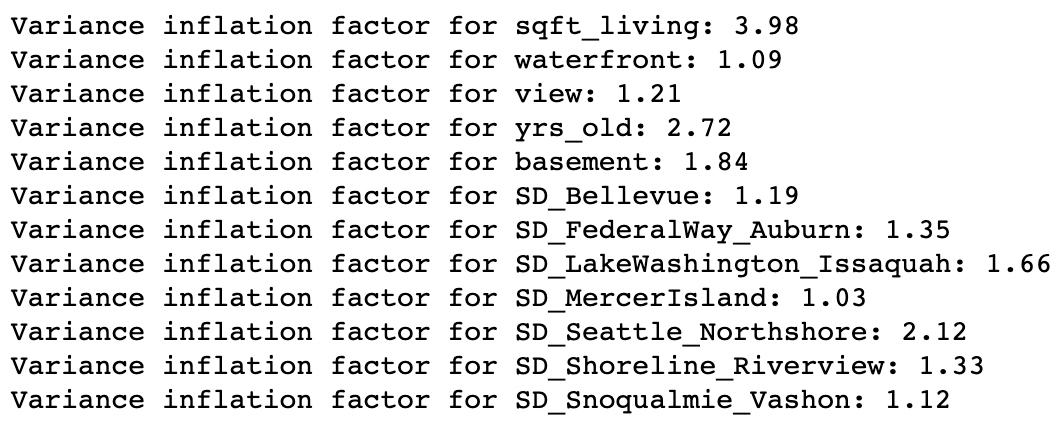 Variance inflation factor for sqft_living: 3.98
Variance inflation factor for waterfront: 1.09
Variance inflation factor for view: 1.21
Variance inflation factor for yrs_old: 2.72
Variance inflation factor for basement: 1.84
Variance inflation factor for SD_Bellevue: 1.19
Variance inflation factor for SD_FederalWay_Auburn: 1.35
Variance inflation factor for SD_LakeWashington_Issaquah: 1.66
Variance inflation factor for SD_MercerIsland: 1.03
Variance inflation factor for SD_Seattle_Northshore: 2.12
Variance inflation factor for SD_Shoreline_Riverview: 1.33
Variance inflation factor for SD_Snoqualmie_Vashon: 1.12